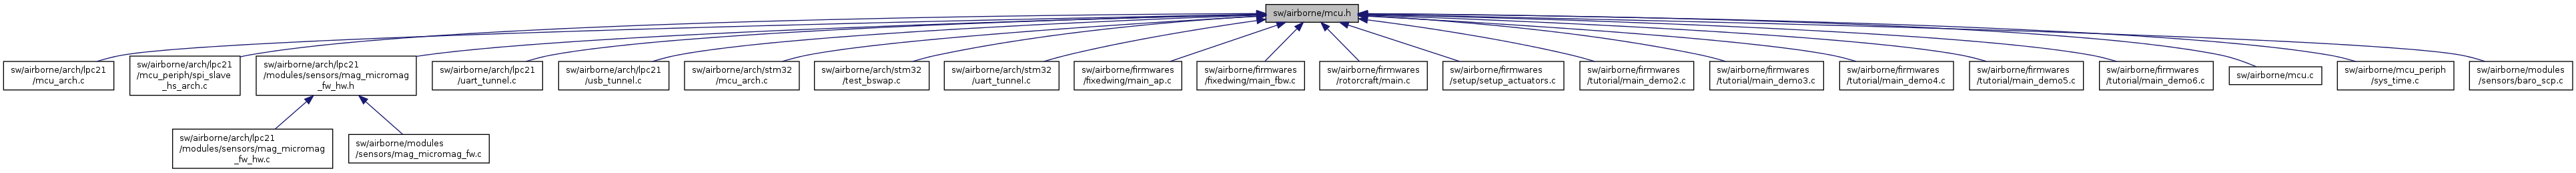 sw/airborne/mcu.h
sw/airborne/arch/lpc21
/mcu_arch.c
sw/airborne/arch/lpc21
/mcu_periph/spi_slave
_hs_arch.c
sw/airborne/arch/lpc21
/modules/sensors/mag_micromag
_fw_hw.h
sw/airborne/arch/lpc21
/uart_tunnel.c
sw/airborne/arch/lpc21
/usb_tunnel.c
sw/airborne/arch/stm32
/mcu_arch.c
sw/airborne/arch/stm32
/test_bswap.c
sw/airborne/arch/stm32
/uart_tunnel.c
sw/airborne/firmwares
/fixedwing/main_ap.c
sw/airborne/firmwares
/fixedwing/main_fbw.c
sw/airborne/firmwares
/rotorcraft/main.c
sw/airborne/firmwares
/setup/setup_actuators.c
sw/airborne/firmwares
/tutorial/main_demo2.c
sw/airborne/firmwares
/tutorial/main_demo3.c
sw/airborne/firmwares
/tutorial/main_demo4.c
sw/airborne/firmwares
/tutorial/main_demo5.c
sw/airborne/firmwares
/tutorial/main_demo6.c
sw/airborne/mcu.c
sw/airborne/mcu_periph
/sys_time.c
sw/airborne/modules
/sensors/baro_scp.c
sw/airborne/arch/lpc21
/modules/sensors/mag_micromag
_fw_hw.c
sw/airborne/modules
/sensors/mag_micromag_fw.c